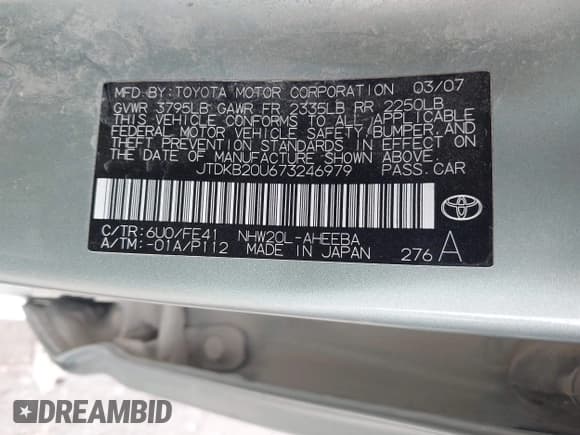 MFD BY:TOYOTA MOTOR CORPORATION 03/07
GVWR 3795LB GAWR FR 2335LB RR 2250LB
THIS VEHICLE CONFORMS TO ALL APPLICABLE
FEDERAL MOTOR VEHICLE SAFETY,BUMPER,AND
THEFT PREVENTION STANDARDS IN EFFECT ON
THE DATE OF MANUFACTURE SHOWN ABOVE.
JTDKB20U673246979 PASS.CAR
C/TR:6U0/FE41 NHW20L-AHEEBA
A/TM:-01A/P112 MADE IN JAPAN 276 A
DREAMBID